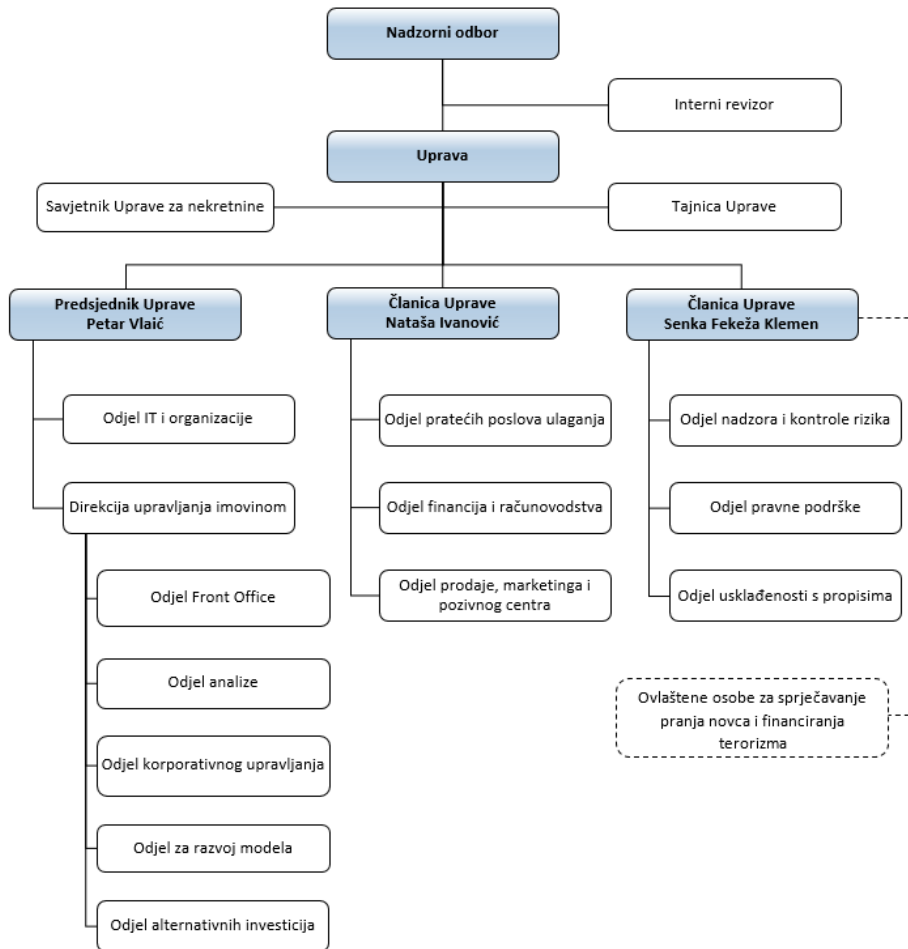 Nadzorni odbor
Interni revizor
Uprava
Savjetnik Uprave za nekretnine
Tajnica Uprave
Predsjednik Uprave
Petar Vlaić
Članica Uprave
Nataša Ivanović
Članica Uprave
Senka Fekeža Klemen
Odjel IT i organizacije
Direkcija upravljanja imovinom
Odjel Front Office
Odjel analize
Odjel korporativnog upravljanja
Odjel za razvoj modela
Odjel alternativnih investicija
Odjel pratećih poslova ulaganja
Odjel financija i računovodstva
Odjel prodaje, marketinga i
pozivnog centra
Odjel nadzora i kontrole rizika
Odjel pravne podrške
Odjel usklađenosti s propisima
Ovlaštene osobe za sprječavanje
pranja novca i financiranja
terorizma